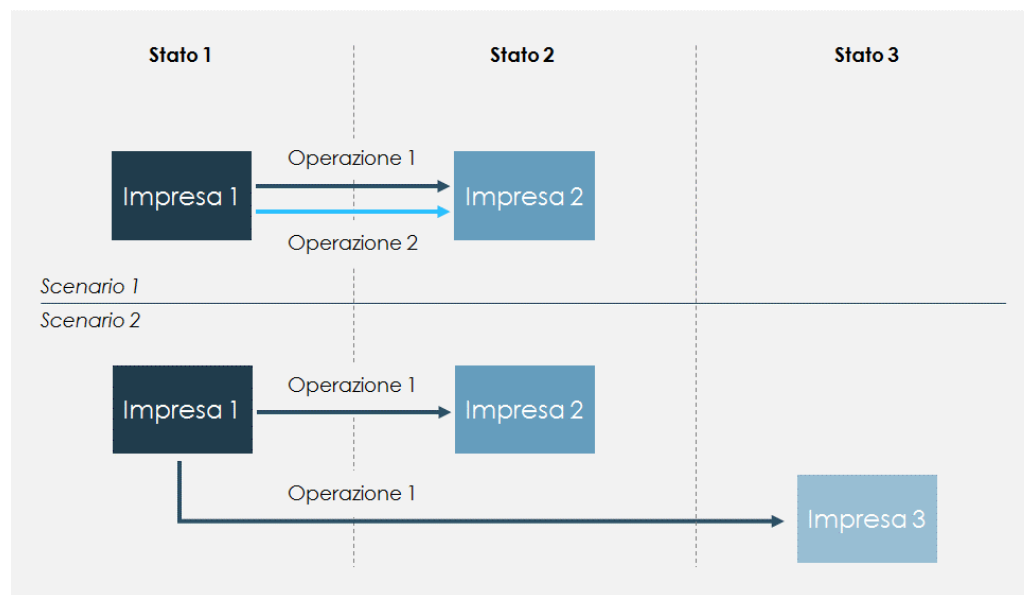 Stato 1
Stato 2
Stato 3
Operazione 1
Impresa 1
Impresa 2
Operazione 2
Scenario 1
Scenario 2
Operazione 1
Impresa 1
Impresa 2
Operazione 1
Impresa 3